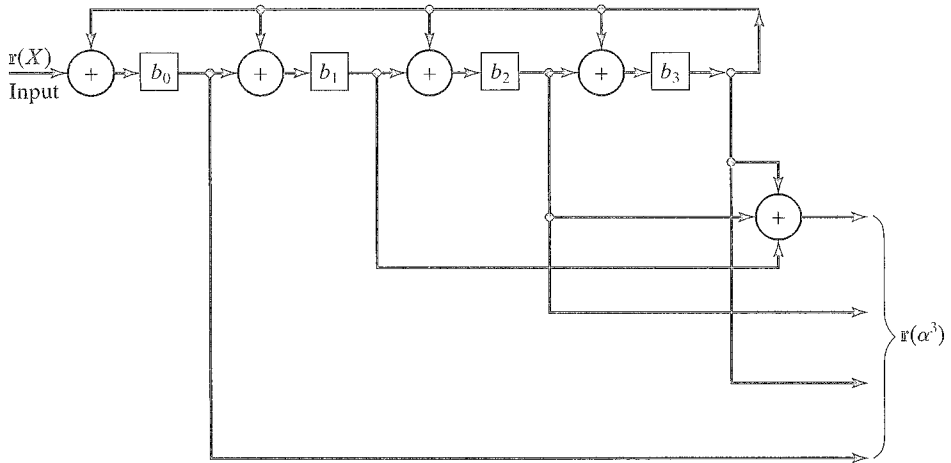 𝕣(X)
Input
+ b₀ + b₁ + b₂ + b₃
+
𝕣(α³)